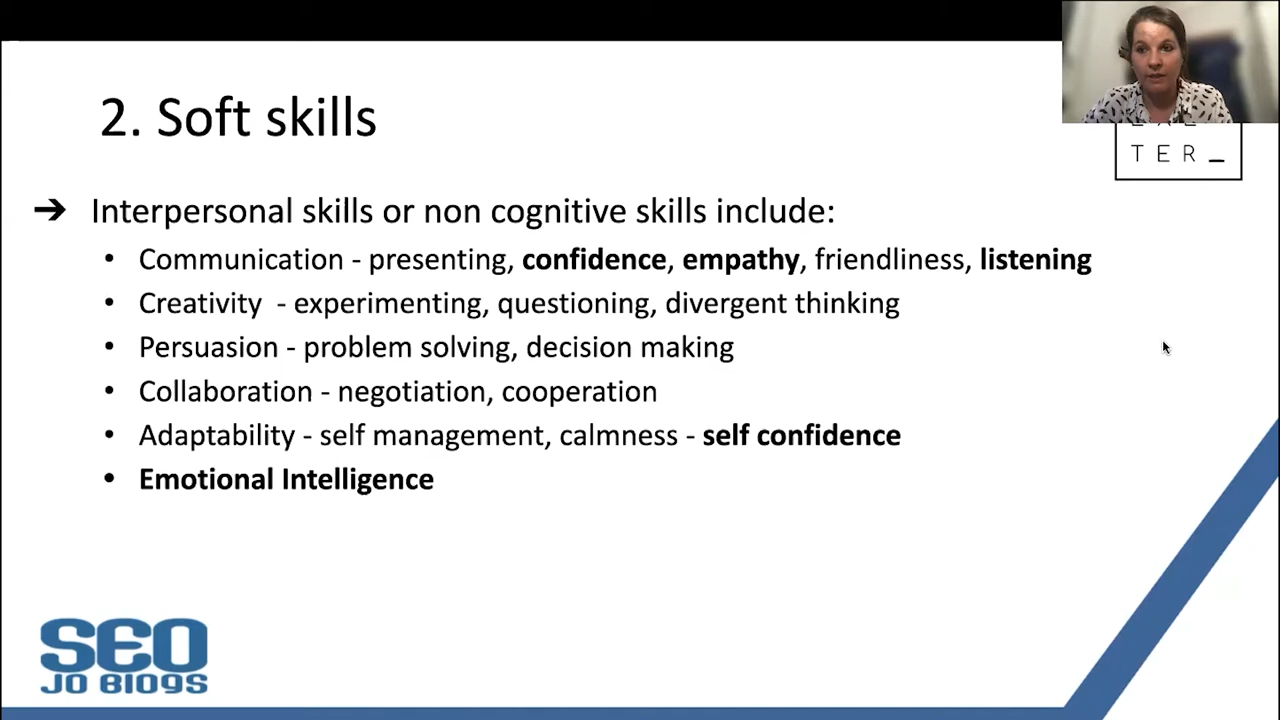 2. Soft skills
TER_
➔ Interpersonal skills or non cognitive skills include:
• Communication - presenting, confidence, empathy, friendliness, listening
• Creativity - experimenting, questioning, divergent thinking
• Persuasion - problem solving, decision making
• Collaboration - negotiation, cooperation
• Adaptability - self management, calmness - self confidence
• Emotional Intelligence
SEO
JO BlOgS